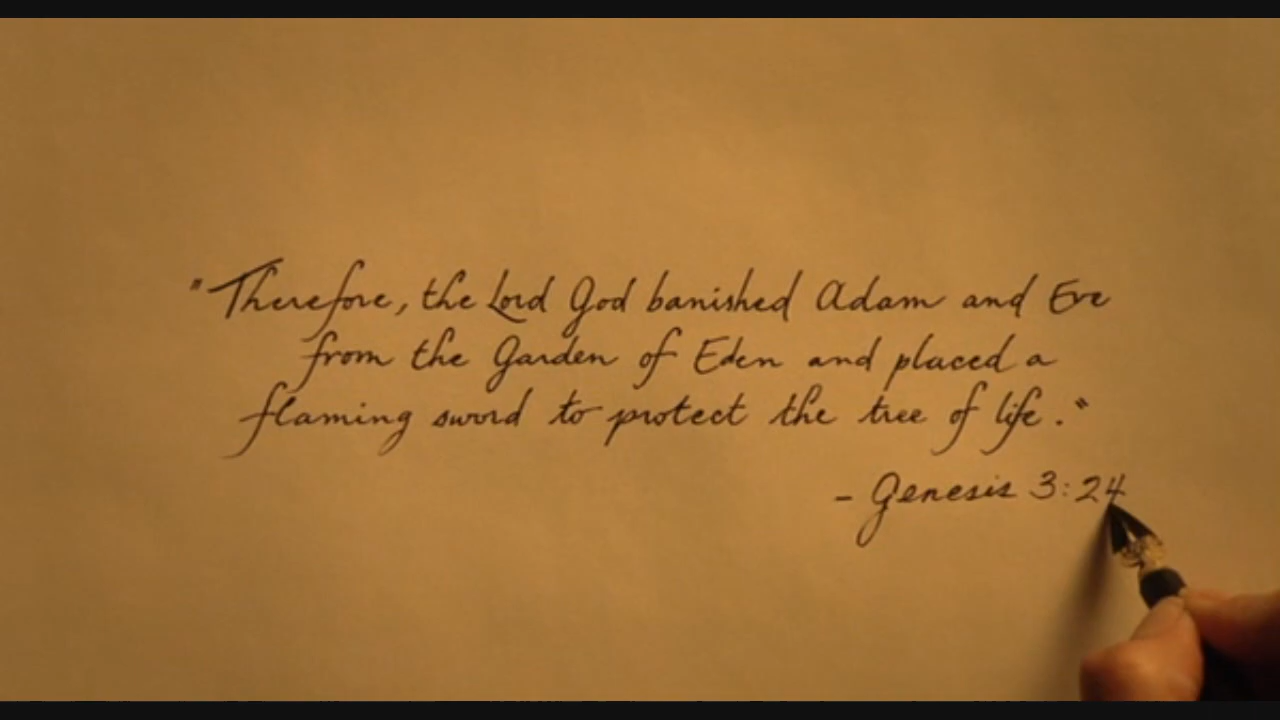 "Therefore, the Lord God banished Adam and Eve
from the Garden of Eden and placed a
flaming sword to protect the tree of life."
- Genesis 3:24